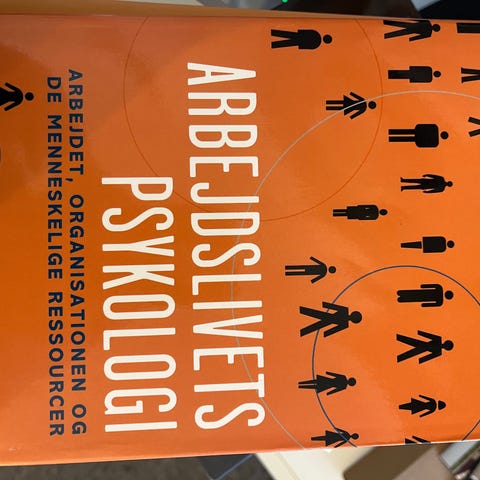 ARBEJDSLIVETS
PSYKOLOGI
ARBEJDET, ORGANISATIONEN OG
DE MENNESKELIGE RESSOURCER